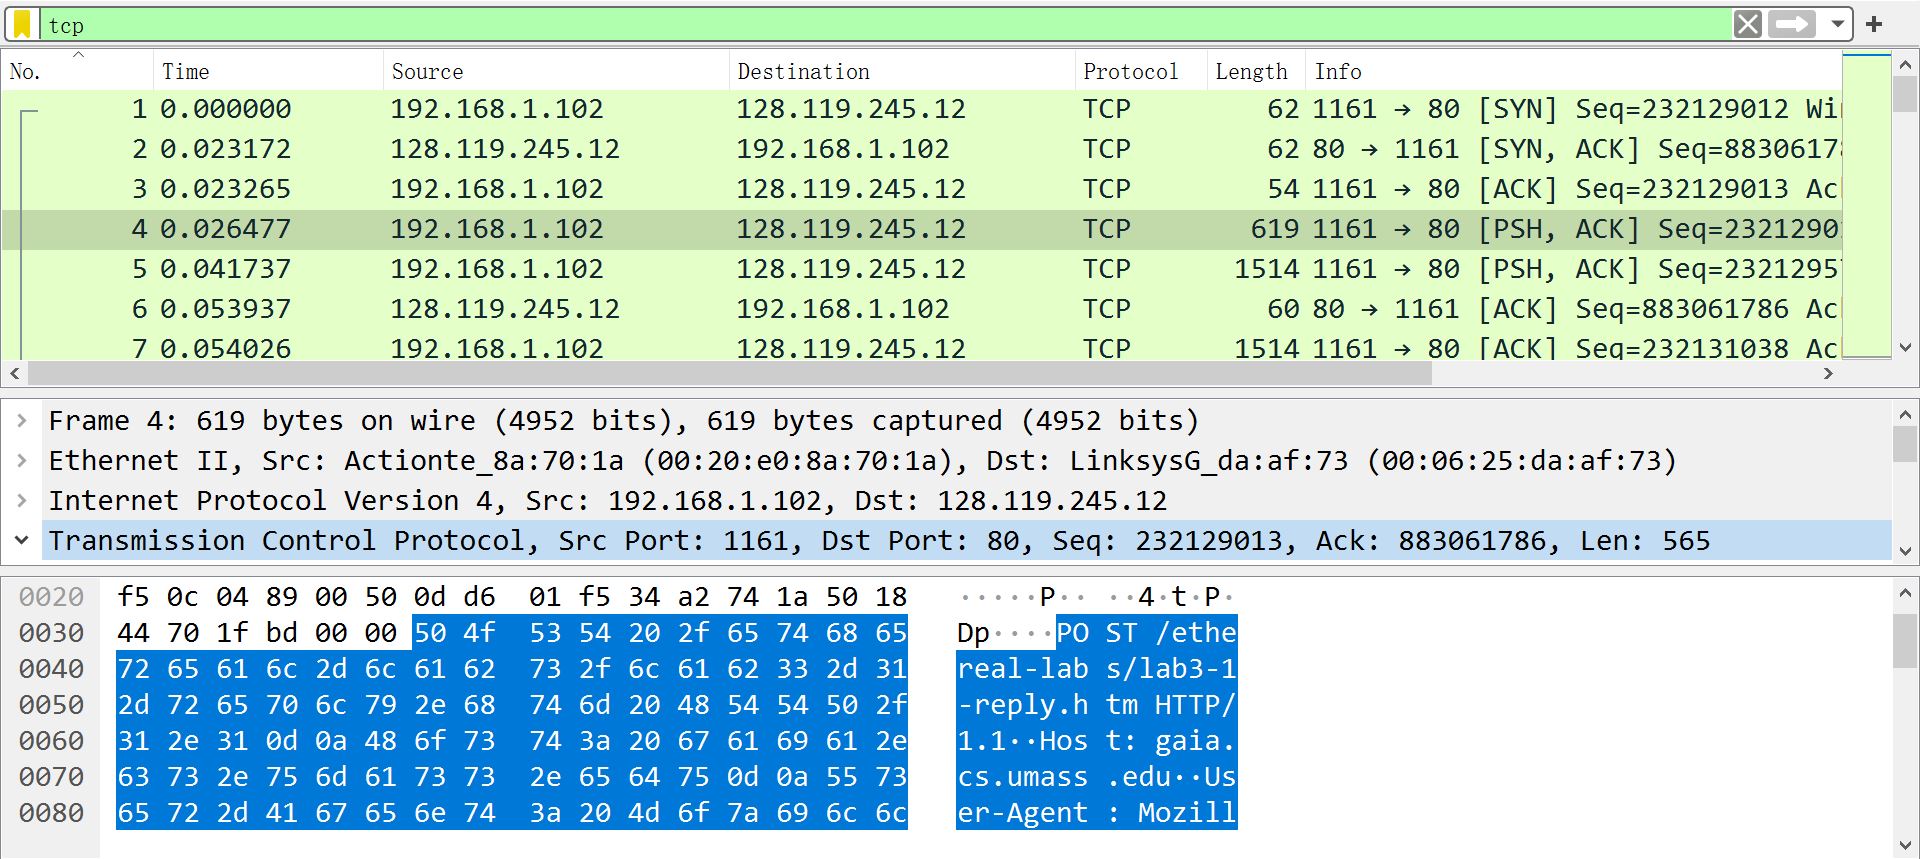 tcp
No. Time Source Destination Protocol Length Info
1 0.000000 192.168.1.102 128.119.245.12 TCP 62 1161 → 80 [SYN] Seq=232129012 Wi
2 0.023172 128.119.245.12 192.168.1.102 TCP 62 80 → 1161 [SYN, ACK] Seq=88306178
3 0.023265 192.168.1.102 128.119.245.12 TCP 54 1161 → 80 [ACK] Seq=232129013 Ac
4 0.026477 192.168.1.102 128.119.245.12 TCP 619 1161 → 80 [PSH, ACK] Seq=23212901
5 0.041737 192.168.1.102 128.119.245.12 TCP 1514 1161 → 80 [PSH, ACK] Seq=23212957
6 0.053937 128.119.245.12 192.168.1.102 TCP 60 80 → 1161 [ACK] Seq=883061786 Ac
7 0.054026 192.168.1.102 128.119.245.12 TCP 1514 1161 → 80 [ACK] Seq=232131038 Ac
Frame 4: 619 bytes on wire (4952 bits), 619 bytes captured (4952 bits)
Ethernet II, Src: Actionte_8a:70:1a (00:20:e0:8a:70:1a), Dst: LinksysG_da:af:73 (00:06:25:da:af:73)
Internet Protocol Version 4, Src: 192.168.1.102, Dst: 128.119.245.12
Transmission Control Protocol, Src Port: 1161, Dst Port: 80, Seq: 232129013, Ack: 883061786, Len: 565
0020 f5 0c 04 89 00 50 0d d6 01 f5 34 a2 74 1a 50 18 ·····P·· ··4·t·P·
0030 44 70 1f bd 00 00 50 4f 53 54 20 2f 65 74 68 65 Dp····PO ST /ethe
0040 72 65 61 6c 2d 6c 61 62 73 2f 6c 61 62 33 2d 31 real-lab s/lab3-1
0050 2d 72 65 70 6c 79 2e 68 74 6d 20 48 54 54 50 2f -reply.h tm HTTP/
0060 31 2e 31 0d 0a 48 6f 73 74 3a 20 67 61 69 61 2e 1.1··Hos t: gaia.
0070 63 73 2e 75 6d 61 73 73 2e 65 64 75 0d 0a 55 73 cs.umass .edu··Us
0080 65 72 2d 41 67 65 6e 74 3a 20 4d 6f 7a 69 6c 6c er-Agent : Mozill